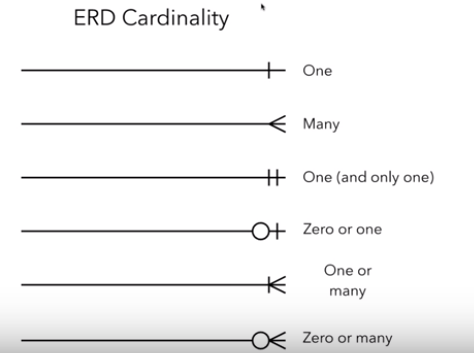 ERD Cardinality
One
Many
One (and only one)
Zero or one
One or
many
Zero or many